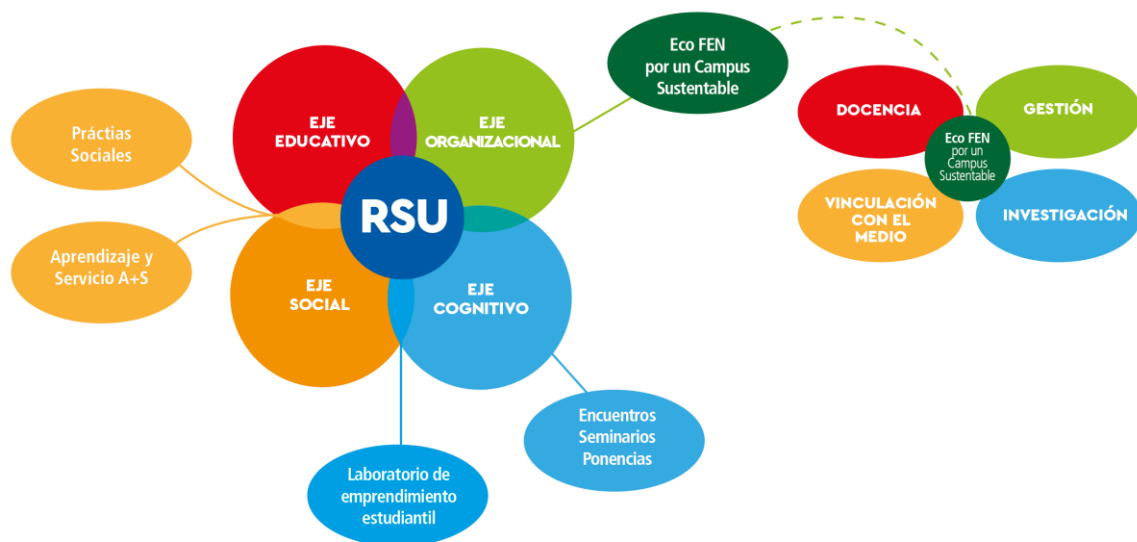 Eco FEN
por un Campus
Sustentable
Práctias
Sociales
EJE
EDUCATIVO
EJE
ORGANIZACIONAL
DOCENCIA
GESTIÓN
Eco FEN
por un
Campus
Sustentable
RSU
VINCULACIÓN
CON EL
MEDIO
INVESTIGACIÓN
Aprendizaje y
Servicio A+S
EJE
SOCIAL
EJE
COGNITIVO
Encuentros
Seminarios
Ponencias
Laboratorio de
emprendimiento
estudiantil